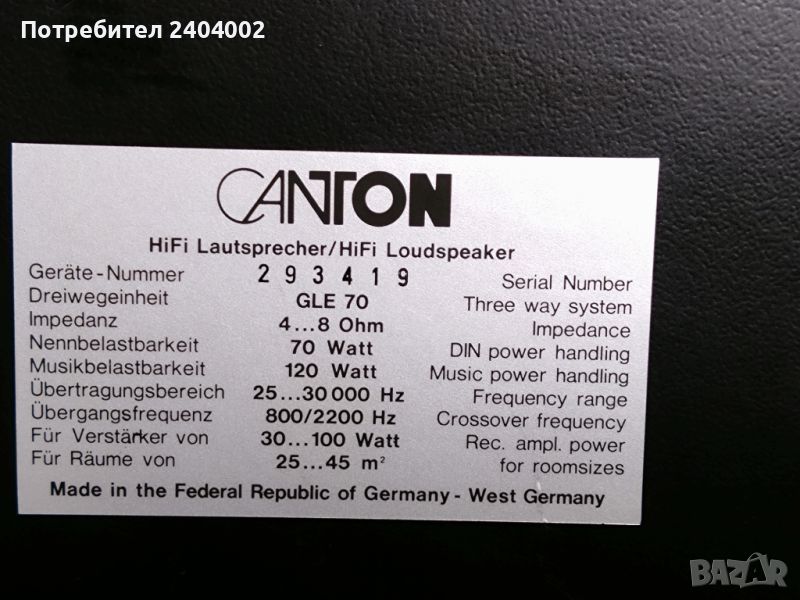 Потребител 2404002
CANTON
HiFi Lautsprecher/HiFi Loudspeaker
Geräte-Nummer 293419 Serial Number
Dreiwegeinheit GLE 70 Three way system
Impedanz 4...8 Ohm Impedance
Nennbelastbarkeit 70 Watt DIN power handling
Musikbelastbarkeit 120 Watt Music power handling
Übertragungsbereich 25...30 000 Hz Frequency range
Übergangsfrequenz 800/2200 Hz Crossover frequency
Für Verstärker von 30...100 Watt Rec. ampl. power
Für Räume von 25...45 m² for roomsizes
Made in the Federal Republic of Germany - West Germany
BAZAR